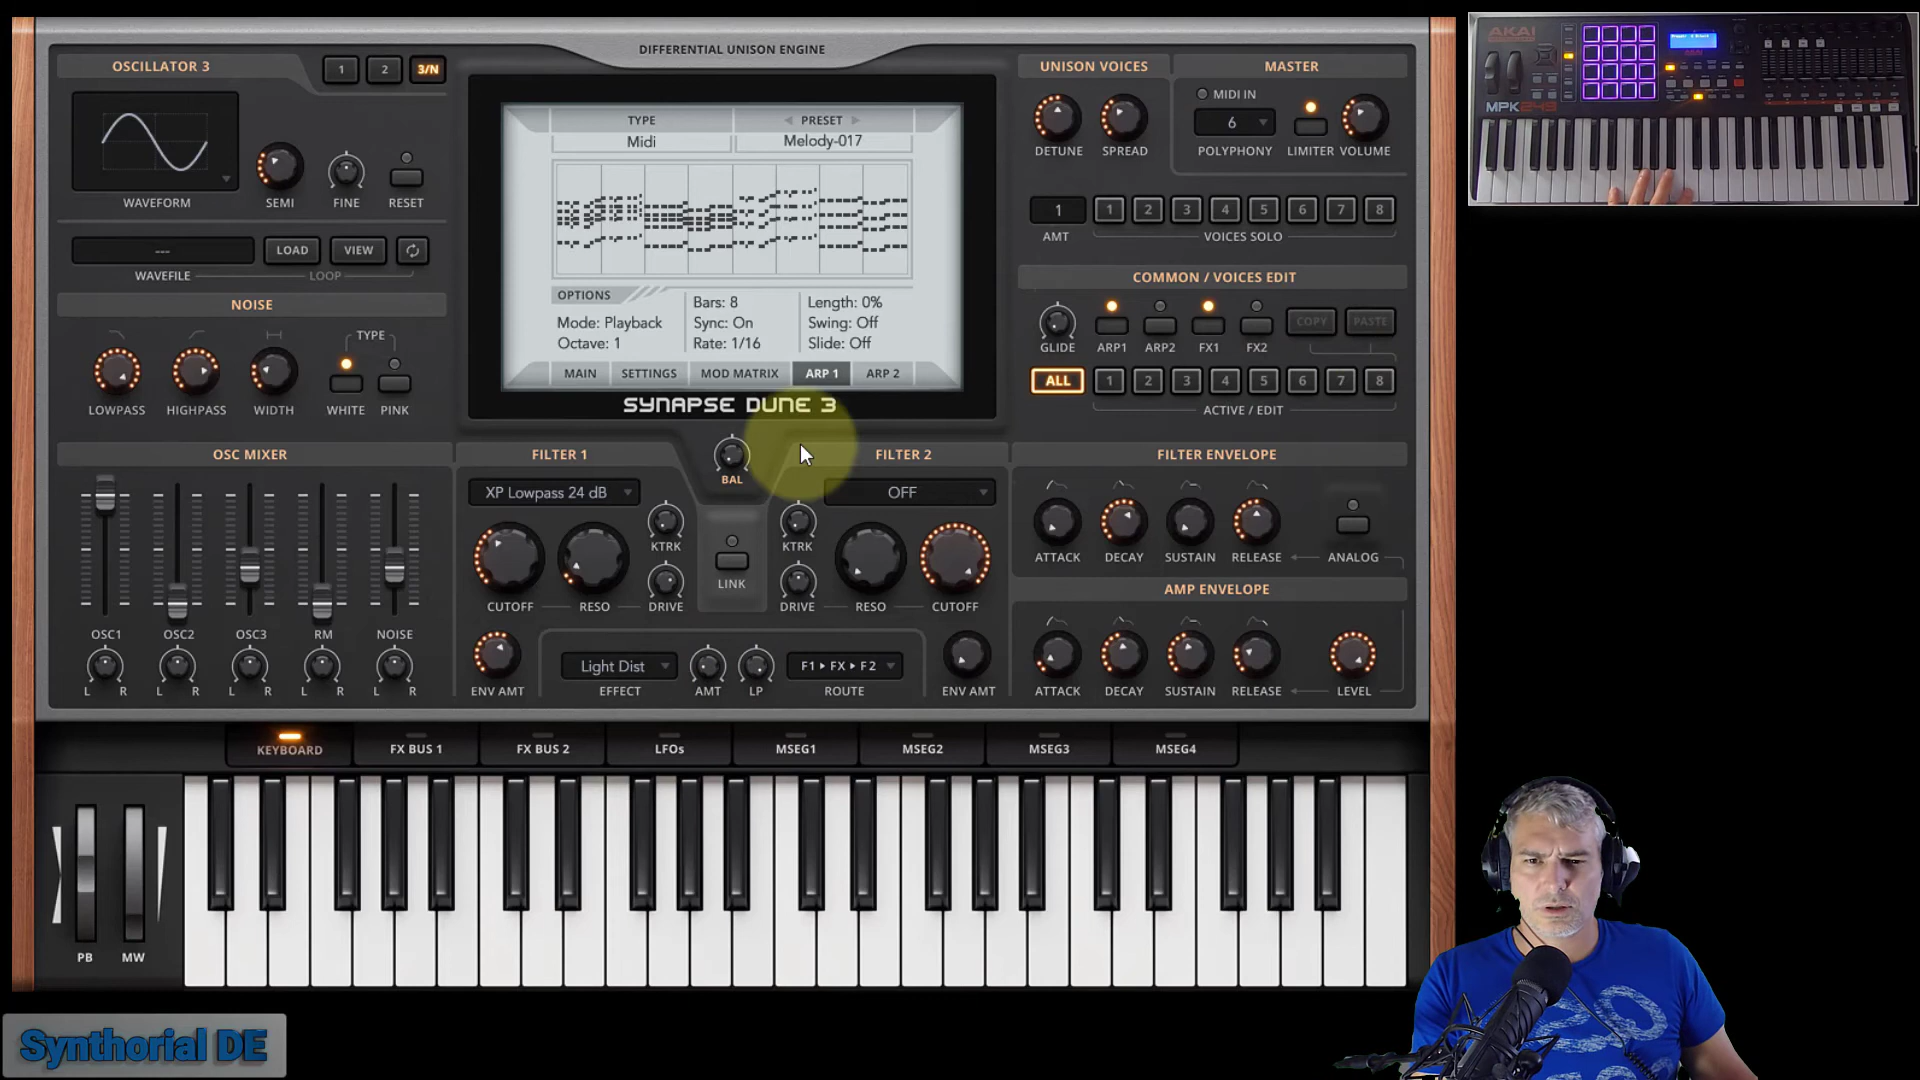 DIFFERENTIAL UNISON ENGINE
OSCILLATOR 3
1
2
3/N
WAVEFORM
SEMI
FINE
RESET
---
LOAD
VIEW
WAVEFILE
LOOP
NOISE
TYPE
LOWPASS
HIGHPASS
WIDTH
WHITE
PINK
TYPE
Midi
PRESET
Melody-017
OPTIONS
Mode: Playback
Octave: 1
Bars: 8
Sync: On
Rate: 1/16
Length: 0%
Swing: Off
Slide: Off
MAIN
SETTINGS
MOD MATRIX
ARP 1
ARP 2
SYNAPSE DUNE 3
UNISON VOICES
DETUNE
SPREAD
MASTER
MIDI IN
6
POLYPHONY
LIMITER
VOLUME
1
AMT
1 2 3 4 5 6 7 8
VOICES SOLO
COMMON / VOICES EDIT
GLIDE
ARP1
ARP2
FX1
FX2
COPY
PASTE
ALL
1 2 3 4 5 6 7 8
ACTIVE / EDIT
OSC MIXER
OSC1
OSC2
OSC3
RM
NOISE
L R
L R
L R
L R
L R
FILTER 1
XP Lowpass 24 dB
CUTOFF
RESO
KTRK
DRIVE
ENV AMT
BAL
LINK
FILTER 2
OFF
KTRK
DRIVE
RESO
CUTOFF
ENV AMT
Light Dist
EFFECT
AMT
LP
F1 ▸ FX ▸ F2
ROUTE
FILTER ENVELOPE
ATTACK
DECAY
SUSTAIN
RELEASE
ANALOG
AMP ENVELOPE
ATTACK
DECAY
SUSTAIN
RELEASE
LEVEL
KEYBOARD
FX BUS 1
FX BUS 2
LFOs
MSEG1
MSEG2
MSEG3
MSEG4
PB
MW
Synthorial DE
AKAI
MPK249